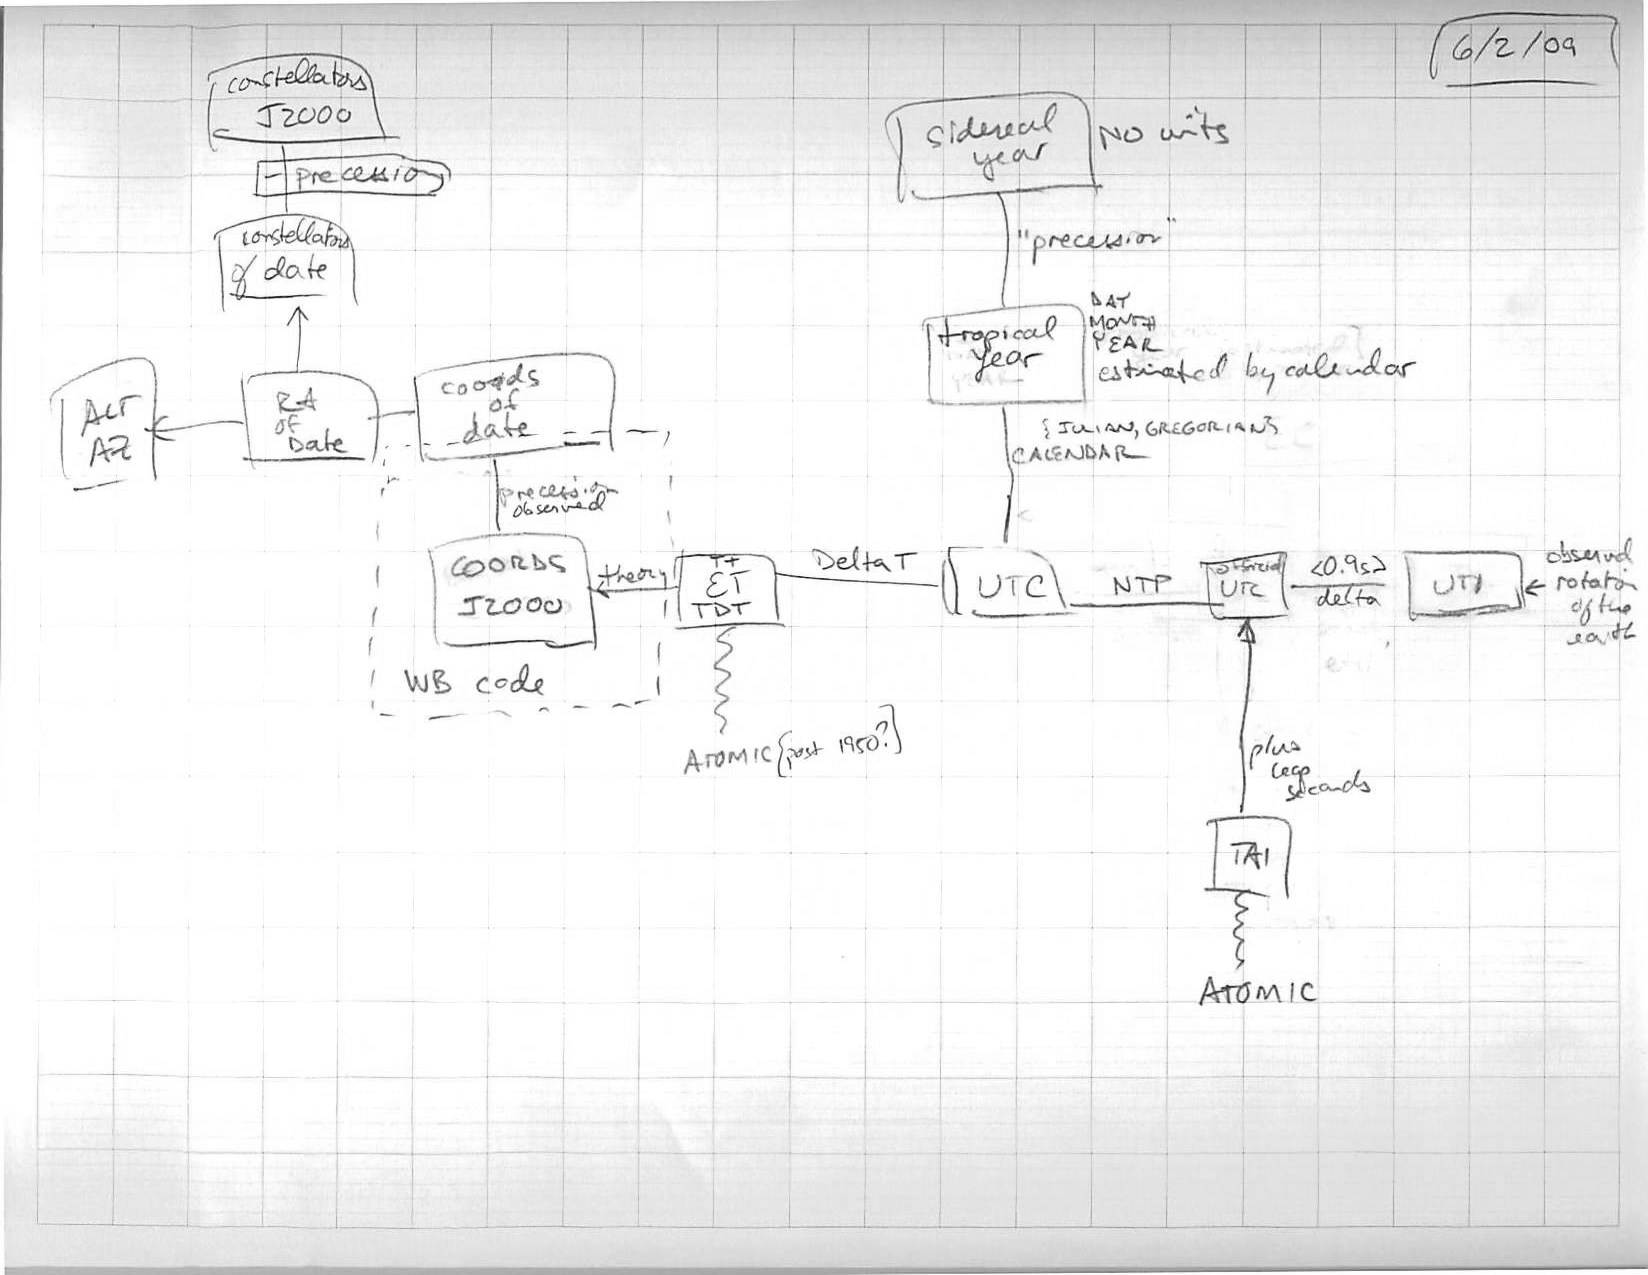 6/2/09
constellations
J2000
- precession
constellations
of date
ALT
AZ
RA
OF
Date
coords
of
date
precession
observed
COORDS
J2000
WB code
theory
TT
ET
TDT
ATOMIC {post 1950?}
Delta T
sidereal
year
NO units
"precession"
tropical
year
DAY
MONTH
YEAR
estimated by calendar
{JULIAN, GREGORIAN}
CALENDAR
UTC
NTP
official
UTC
<0.9s>
delta
UT1
observed
rotation
of the
earth
plus
leap
seconds
TAI
ATOMIC